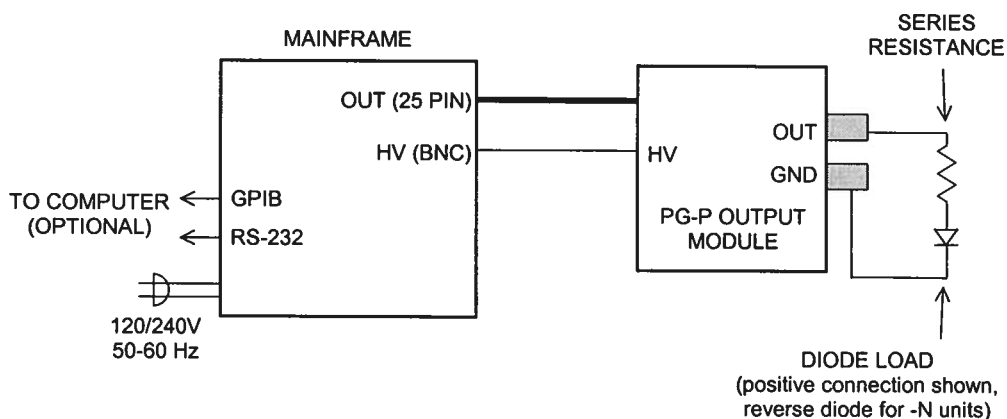 MAINFRAME
OUT (25 PIN)
HV (BNC)
GPIB
RS-232
TO COMPUTER
(OPTIONAL)
120/240V
50-60 Hz
HV
OUT
GND
PG-P OUTPUT
MODULE
SERIES
RESISTANCE
DIODE LOAD
(positive connection shown,
reverse diode for -N units)